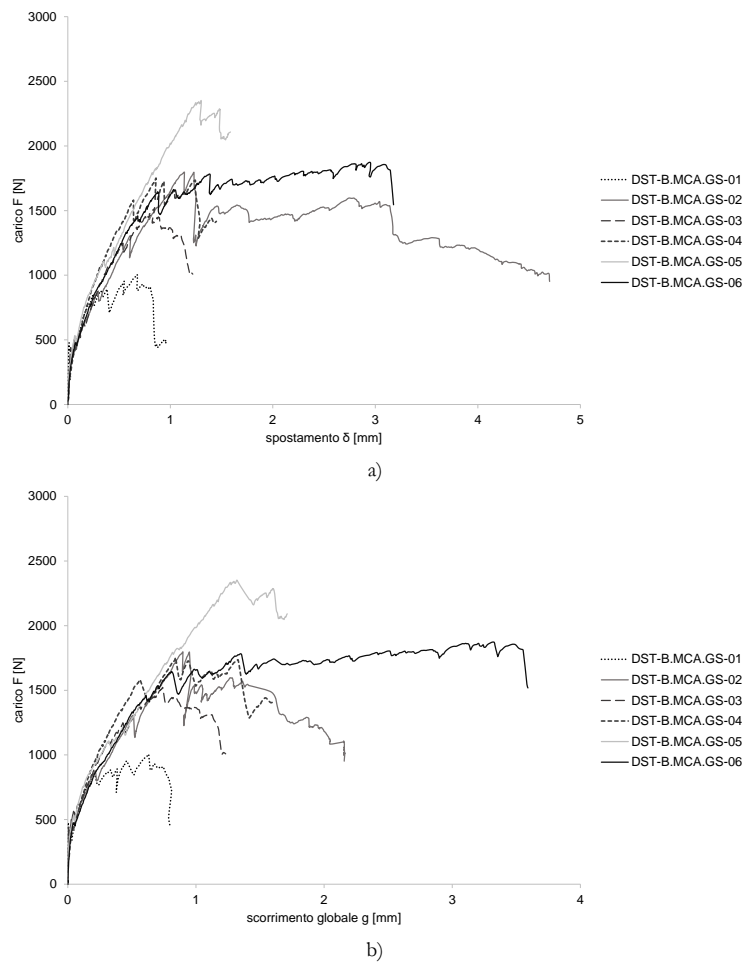 3000
2500
2000
1500
1000
500
0
carico F [N]
0 1 2 3 4 5
spostamento δ [mm]
DST-B.MCA.GS-01
DST-B.MCA.GS-02
DST-B.MCA.GS-03
DST-B.MCA.GS-04
DST-B.MCA.GS-05
DST-B.MCA.GS-06
a)
3000
2500
2000
1500
1000
500
0
carico F [N]
0 1 2 3 4
scorrimento globale g [mm]
DST-B.MCA.GS-01
DST-B.MCA.GS-02
DST-B.MCA.GS-03
DST-B.MCA.GS-04
DST-B.MCA.GS-05
DST-B.MCA.GS-06
b)